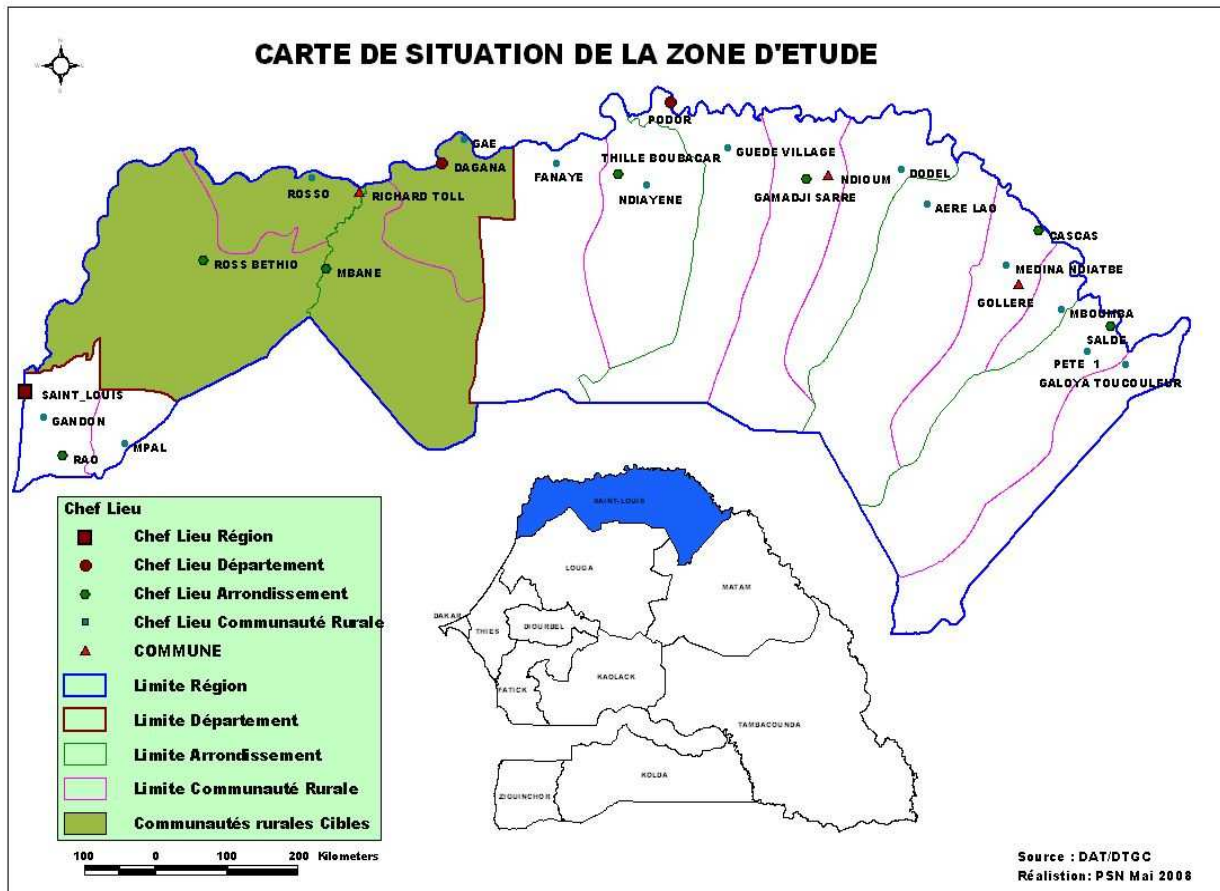 CARTE DE SITUATION DE LA ZONE D'ETUDE
N
PODOR
GAE
DAGANA
FANAYE
THILLE BOUBACAR
GUEDE VILLAGE
ROSSO
RICHARD TOLL
NDIAYENE
GAMADJI SARRE
NDIOUM
DODEL
AERE LAO
CASCAS
ROSS BETHIO
MBANE
MEDINA NDIATBE
GOLLERE
MBOUMBA
SALDE
PETE 1
GALOYA TOUCOULEUR
SAINT_LOUIS
GANDON
MPAL
RAO
Chef Lieu
Chef Lieu Région
Chef Lieu Département
Chef Lieu Arrondissement
Chef Lieu Communauté Rurale
COMMUNE
Limite Région
Limite Département
Limite Arrondissement
Limite Communauté Rurale
Communautés rurales Cibles
100 0 100 200 Kilometers
SAINT-LOUIS
LOUGA
MATAM
DAKAR
THIES
DIOURBEL
FATICK
KAOLACK
TAMBACOUNDA
KOLDA
ZIGUINCHOR
Source : DAT/DTGC
Réalistion: PSN Mai 2008